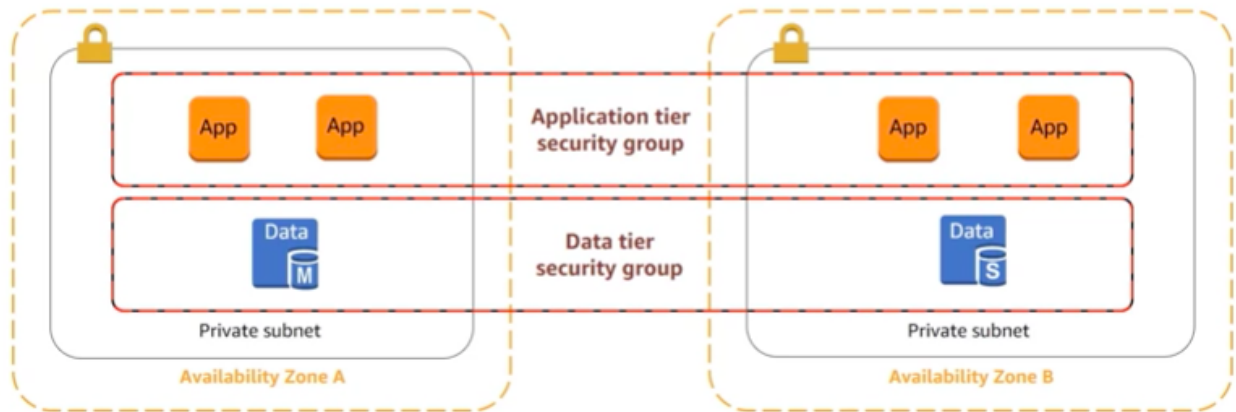 App
App
Application tier
security group
App
App
Data
M
Data tier
security group
Data
S
Private subnet
Private subnet
Availability Zone A
Availability Zone B